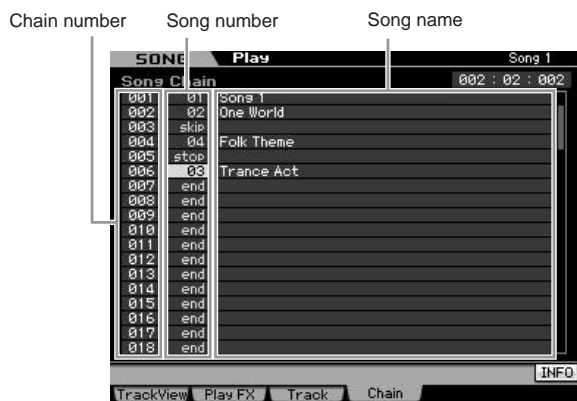 Chain number Song number Song name
SONG Play Song 1
Song Chain 002 : 02 : 002
001 01 Song 1
002 02 One World
003 skip
004 04 Folk Theme
005 stop
006 03 Trance Act
007 end
008 end
009 end
010 end
011 end
012 end
013 end
014 end
015 end
016 end
017 end
018 end
INFO
TrackView Play FX Track Chain